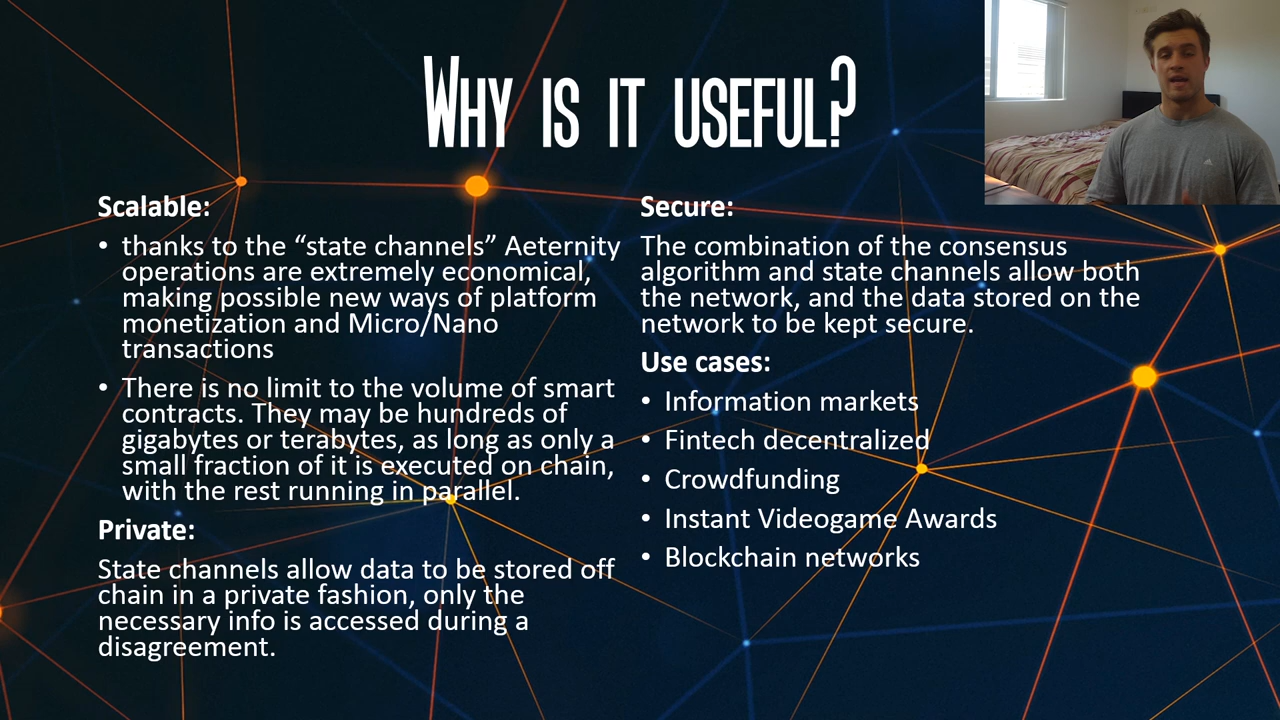 WHY IS IT USEFUL?
Scalable:
• thanks to the “state channels” Aeternity
operations are extremely economical,
making possible new ways of platform
monetization and Micro/Nano
transactions
• There is no limit to the volume of smart
contracts. They may be hundreds of
gigabytes or terabytes, as long as only a
small fraction of it is executed on chain,
with the rest running in parallel.
Private:
State channels allow data to be stored off
chain in a private fashion, only the
necessary info is accessed during a
disagreement.
Secure:
The combination of the consensus
algorithm and state channels allow both
the network, and the data stored on the
network to be kept secure.
Use cases:
• Information markets
• Fintech decentralized
• Crowdfunding
• Instant Videogame Awards
• Blockchain networks